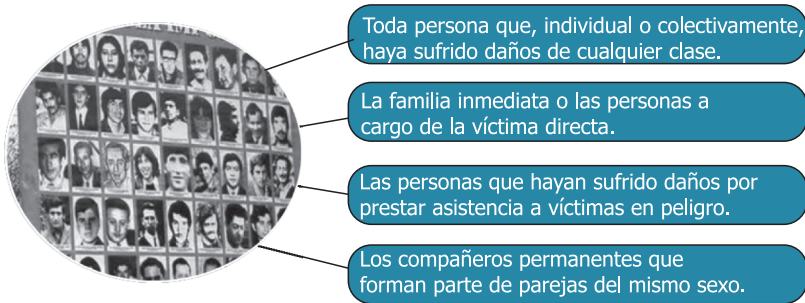 Toda persona que, individual o colectivamente,
haya sufrido daños de cualquier clase.
La familia inmediata o las personas a
cargo de la víctima directa.
Las personas que hayan sufrido daños por
prestar asistencia a víctimas en peligro.
Los compañeros permanentes que
forman parte de parejas del mismo sexo.